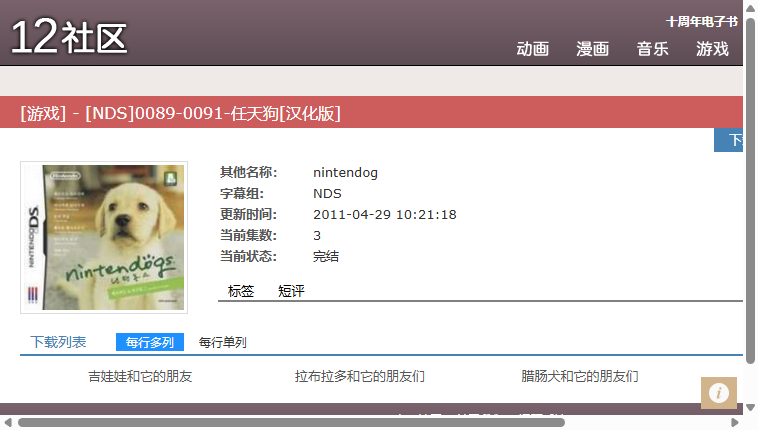 12社区
十周年电子书
动画 漫画 音乐 游戏
[游戏] - [NDS]0089-0091-任天狗[汉化版]
其他名称: nintendog
字幕组: NDS
更新时间: 2011-04-29 10:21:18
当前集数: 3
当前状态: 完结
Nintendo
NINTENDO DS
nintendogs
标签 短评
下载列表 每行多列 每行单列
吉娃娃和它的朋友 拉布拉多和它的朋友们 腊肠犬和它的朋友们